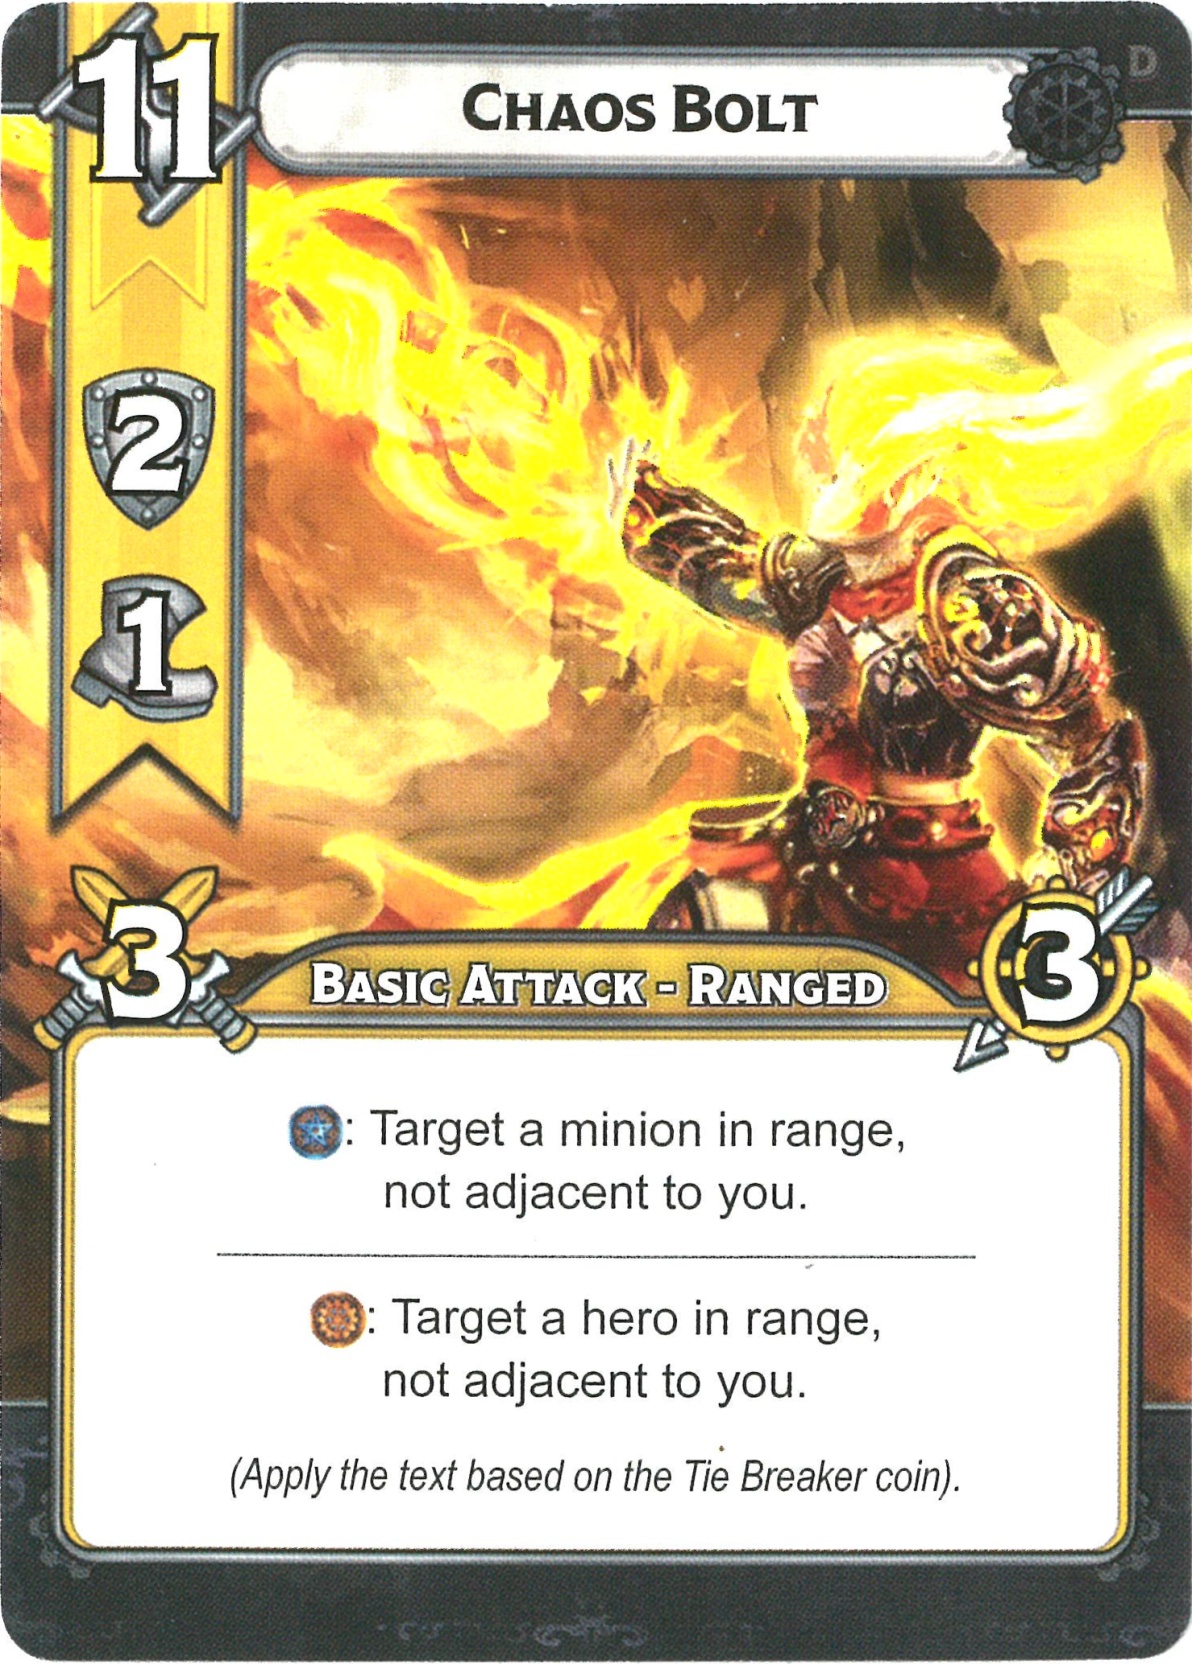 11
CHAOS BOLT
D
2
1
3
BASIC ATTACK - RANGED
3
: Target a minion in range,
not adjacent to you.
: Target a hero in range,
not adjacent to you.
(Apply the text based on the Tie Breaker coin).